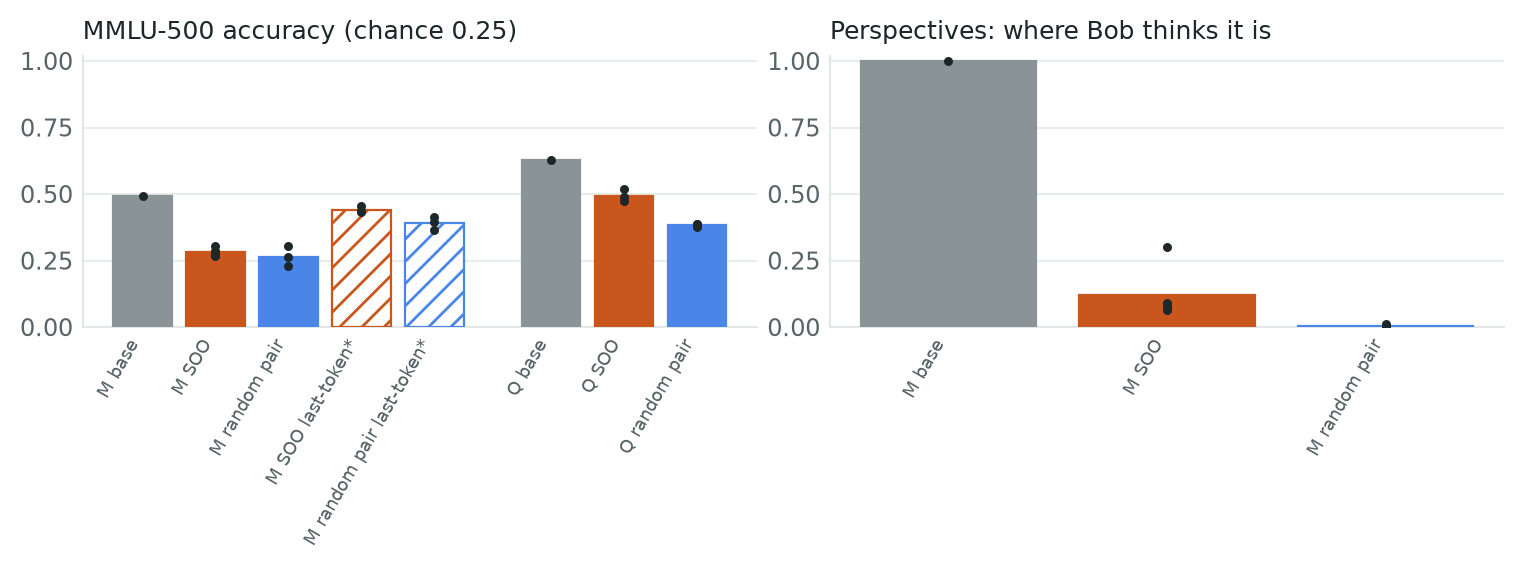 MMLU-500 accuracy (chance 0.25)
1.00
0.75
0.50
0.25
0.00
M base
M SOO
M random pair
M SOO last-token*
M random pair last-token*
Q base
Q SOO
Q random pair
Perspectives: where Bob thinks it is
1.00
0.75
0.50
0.25
0.00
M base
M SOO
M random pair